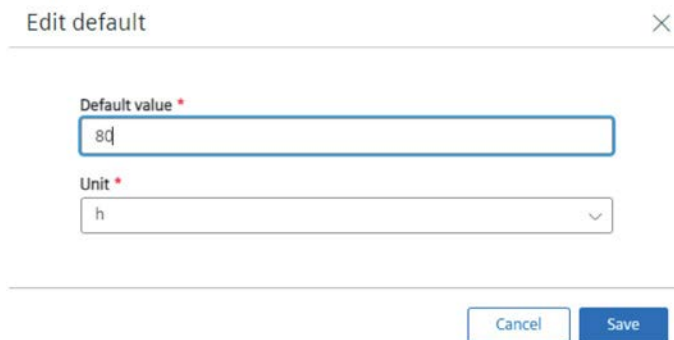 Edit default
Default value *
80
Unit *
h
Cancel Save